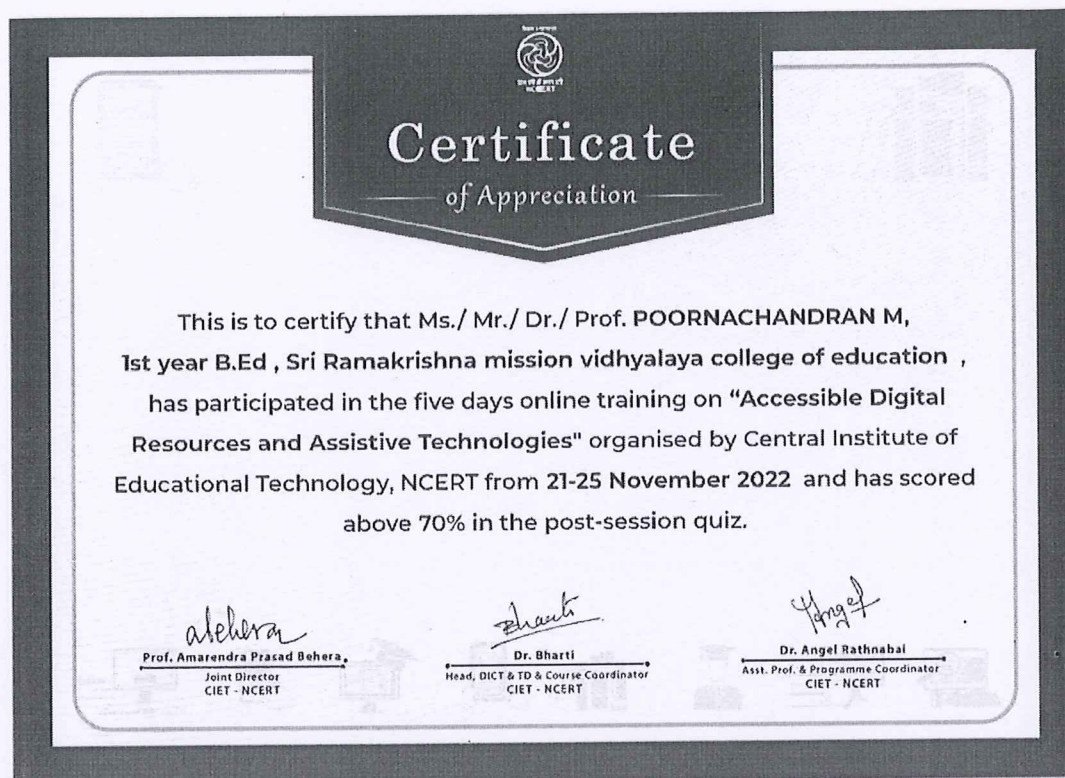 NCERT
Certificate
of Appreciation
This is to certify that Ms./ Mr./ Dr./ Prof. POORNACHANDRAN M,
1st year B.Ed , Sri Ramakrishna mission vidhyalaya college of education ,
has participated in the five days online training on “Accessible Digital
Resources and Assistive Technologies" organised by Central Institute of
Educational Technology, NCERT from 21-25 November 2022 and has scored
above 70% in the post-session quiz.
Prof. Amarendra Prasad Behera
Joint Director
CIET - NCERT
Bharti
Dr. Bharti
Head, DICT & TD & Course Coordinator
CIET - NCERT
Angel
Dr. Angel Rathnabai
Asst. Prof. & Programme Coordinator
CIET - NCERT